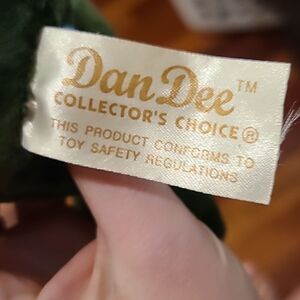 Dan Dee™
COLLECTOR'S CHOICE®
THIS PRODUCT CONFORMS TO
TOY SAFETY REGULATIONS